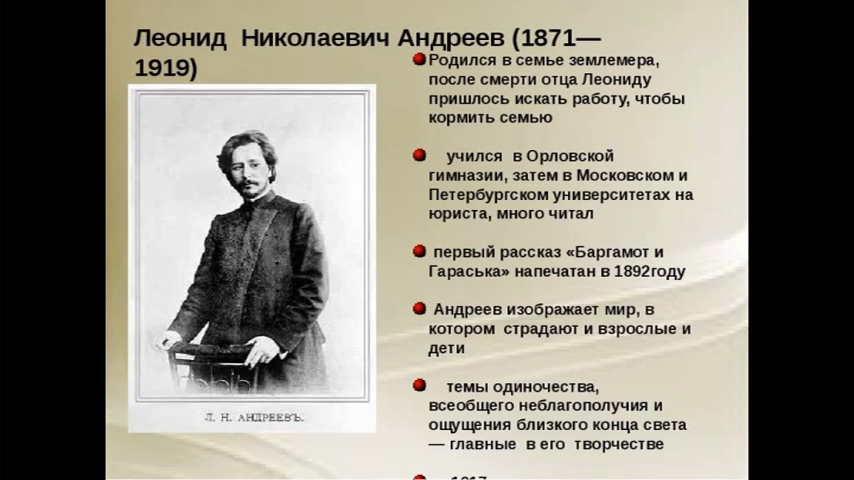 Леонид Николаевич Андреев (1871—
1919)
Родился в семье землемера,
после смерти отца Леониду
пришлось искать работу, чтобы
кормить семью
учился в Орловской
гимназии, затем в Московском и
Петербургском университетах на
юриста, много читал
первый рассказ «Баргамот и
Гараська» напечатан в 1892году
Андреев изображает мир, в
котором страдают и взрослые и
дети
темы одиночества,
всеобщего неблагополучия и
ощущения близкого конца света
— главные в его творчестве
Л. Н. АНДРЕЕВЪ.